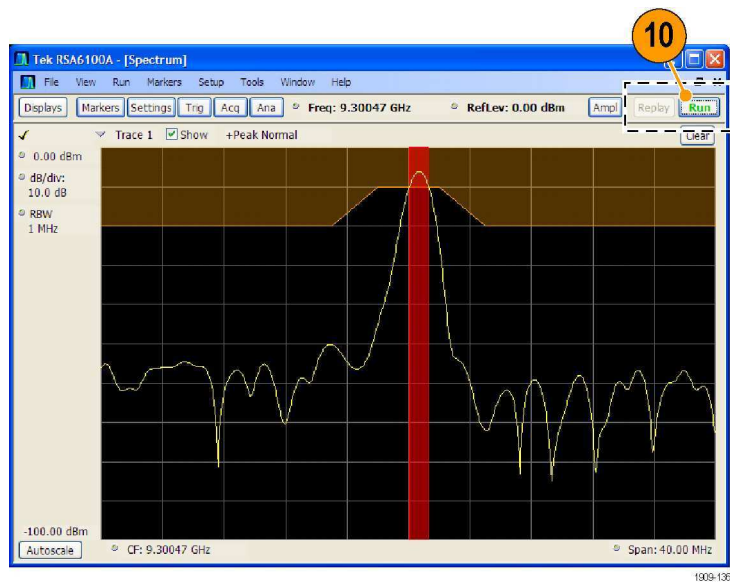 10
Tek RSA6100A - [Spectrum]
File View Run Markers Setup Tools Window Help
Displays Markers Settings Trig Acq Ana Freq: 9.30047 GHz RefLev: 0.00 dBm Ampl Replay Run
Trace 1 Show +Peak Normal Clear
0.00 dBm
dB/div:
10.0 dB
RBW
1 MHz
-100.00 dBm
Autoscale CF: 9.30047 GHz Span: 40.00 MHz
1909-136